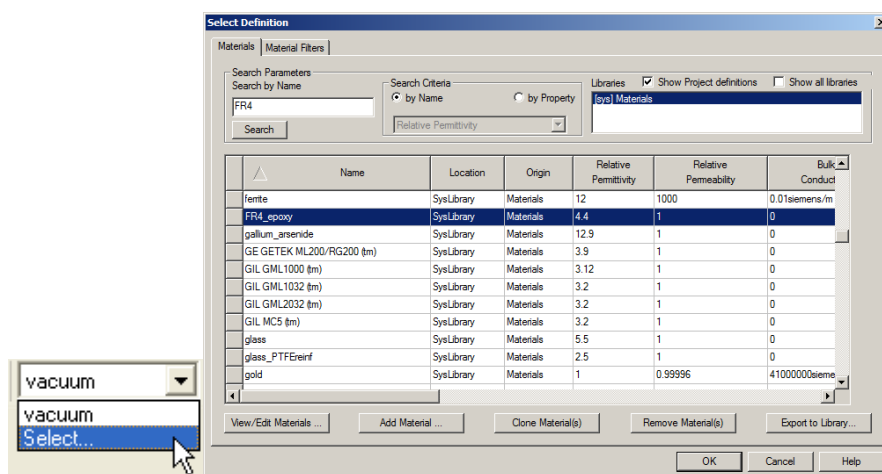 Select Definition
Materials Material Filters
Search Parameters
Search by Name
FR4
Search
Search Criteria
by Name by Property
Relative Permittivity
Libraries Show Project definitions Show all libraries
[sys] Materials
Name Location Origin Relative Permittivity Relative Permeability Bulk Conduct
ferrite SysLibrary Materials 12 1000 0.01siemens/m
FR4_epoxy SysLibrary Materials 4.4 1 0
gallium_arsenide SysLibrary Materials 12.9 1 0
GE GETEK ML200/RG200 (tm) SysLibrary Materials 3.9 1 0
GIL GML1000 (tm) SysLibrary Materials 3.12 1 0
GIL GML1032 (tm) SysLibrary Materials 3.2 1 0
GIL GML2032 (tm) SysLibrary Materials 3.2 1 0
GIL MC5 (tm) SysLibrary Materials 3.2 1 0
glass SysLibrary Materials 5.5 1 0
glass_PTFEreinf SysLibrary Materials 2.5 1 0
gold SysLibrary Materials 1 0.99996 41000000sieme
View/Edit Materials ... Add Material ... Clone Material(s) Remove Material(s) Export to Library...
OK Cancel Help
vacuum
vacuum
Select...